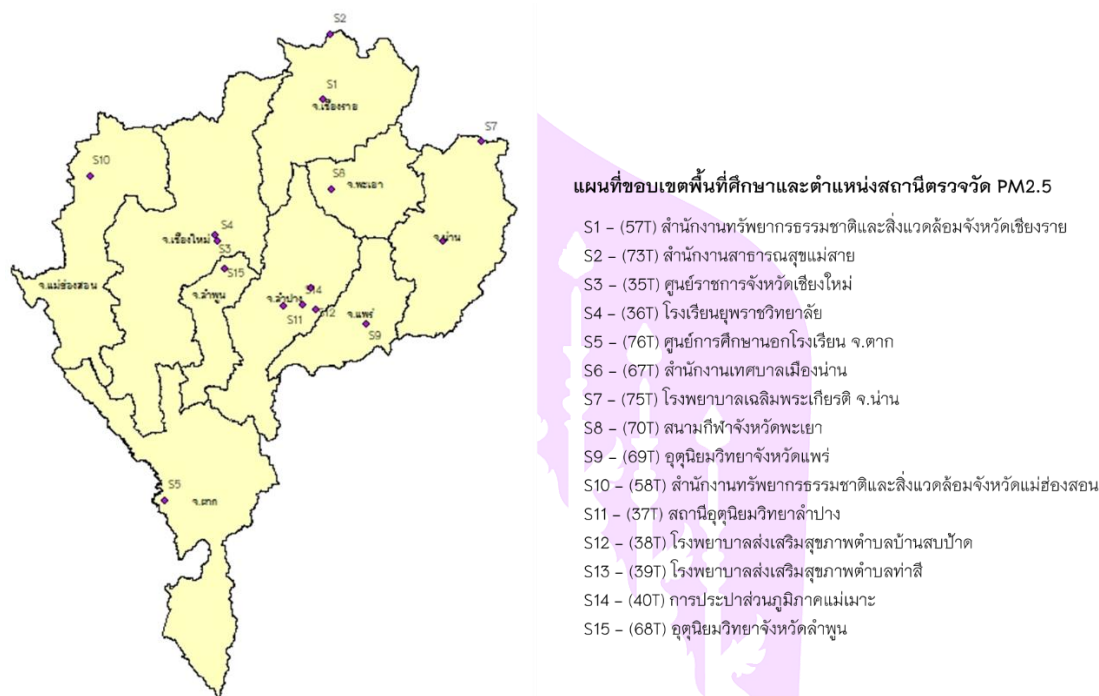 S2
S1
จ.เชียงราย
S7
S10
S8
จ.พะเยา
S4
จ.เชียงใหม่
S3
จ.น่าน
S15
จ.แม่ฮ่องสอน
จ.ลำพูน
S14
จ.ลำปาง
S11
S12
จ.แพร่
S9
S5
จ.ตาก
แผนที่ขอบเขตพื้นที่ศึกษาและตำแหน่งสถานีตรวจวัด PM2.5
S1 – (57T) สำนักงานทรัพยากรธรรมชาติและสิ่งแวดล้อมจังหวัดเชียงราย
S2 – (73T) สำนักงานสาธารณสุขแม่สาย
S3 – (35T) ศูนย์ราชการจังหวัดเชียงใหม่
S4 – (36T) โรงเรียนยุพราชวิทยาลัย
S5 – (76T) ศูนย์การศึกษานอกโรงเรียน จ.ตาก
S6 – (67T) สำนักงานเทศบาลเมืองน่าน
S7 – (75T) โรงพยาบาลเฉลิมพระเกียรติ จ.น่าน
S8 – (70T) สนามกีฬาจังหวัดพะเยา
S9 – (69T) อุตุนิยมวิทยาจังหวัดแพร่
S10 – (58T) สำนักงานทรัพยากรธรรมชาติและสิ่งแวดล้อมจังหวัดแม่ฮ่องสอน
S11 – (37T) สถานีอุตุนิยมวิทยาลำปาง
S12 – (38T) โรงพยาบาลส่งเสริมสุขภาพตำบลบ้านสบป้าด
S13 – (39T) โรงพยาบาลส่งเสริมสุขภาพตำบลท่าสี
S14 – (40T) การประปาส่วนภูมิภาคแม่เมาะ
S15 – (68T) อุตุนิยมวิทยาจังหวัดลำพูน